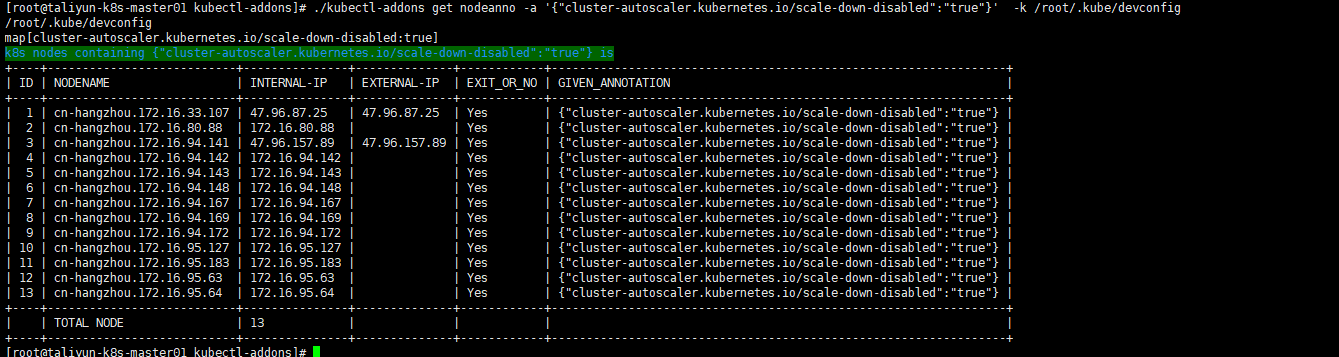 [root@taliyun-k8s-master01 kubectl-addons]# ./kubectl-addons get nodeanno -a '{"cluster-autoscaler.kubernetes.io/scale-down-disabled":"true"}'  -k /root/.kube/devconfig
/root/.kube/devconfig
map[cluster-autoscaler.kubernetes.io/scale-down-disabled:true]
k8s nodes containing {"cluster-autoscaler.kubernetes.io/scale-down-disabled":"true"} is
| ID | NODENAME | INTERNAL-IP | EXTERNAL-IP | EXIT_OR_NO | GIVEN_ANNOTATION |
| 1 | cn-hangzhou.172.16.33.107 | 47.96.87.25 | 47.96.87.25 | Yes | {"cluster-autoscaler.kubernetes.io/scale-down-disabled":"true"} |
| 2 | cn-hangzhou.172.16.80.88 | 172.16.80.88 | | Yes | {"cluster-autoscaler.kubernetes.io/scale-down-disabled":"true"} |
| 3 | cn-hangzhou.172.16.94.141 | 47.96.157.89 | 47.96.157.89 | Yes | {"cluster-autoscaler.kubernetes.io/scale-down-disabled":"true"} |
| 4 | cn-hangzhou.172.16.94.142 | 172.16.94.142 | | Yes | {"cluster-autoscaler.kubernetes.io/scale-down-disabled":"true"} |
| 5 | cn-hangzhou.172.16.94.143 | 172.16.94.143 | | Yes | {"cluster-autoscaler.kubernetes.io/scale-down-disabled":"true"} |
| 6 | cn-hangzhou.172.16.94.148 | 172.16.94.148 | | Yes | {"cluster-autoscaler.kubernetes.io/scale-down-disabled":"true"} |
| 7 | cn-hangzhou.172.16.94.167 | 172.16.94.167 | | Yes | {"cluster-autoscaler.kubernetes.io/scale-down-disabled":"true"} |
| 8 | cn-hangzhou.172.16.94.169 | 172.16.94.169 | | Yes | {"cluster-autoscaler.kubernetes.io/scale-down-disabled":"true"} |
| 9 | cn-hangzhou.172.16.94.172 | 172.16.94.172 | | Yes | {"cluster-autoscaler.kubernetes.io/scale-down-disabled":"true"} |
| 10 | cn-hangzhou.172.16.95.127 | 172.16.95.127 | | Yes | {"cluster-autoscaler.kubernetes.io/scale-down-disabled":"true"} |
| 11 | cn-hangzhou.172.16.95.183 | 172.16.95.183 | | Yes | {"cluster-autoscaler.kubernetes.io/scale-down-disabled":"true"} |
| 12 | cn-hangzhou.172.16.95.63 | 172.16.95.63 | | Yes | {"cluster-autoscaler.kubernetes.io/scale-down-disabled":"true"} |
| 13 | cn-hangzhou.172.16.95.64 | 172.16.95.64 | | Yes | {"cluster-autoscaler.kubernetes.io/scale-down-disabled":"true"} |
| | TOTAL NODE | 13 | | | |
[root@taliyun-k8s-master01 kubectl-addons]#